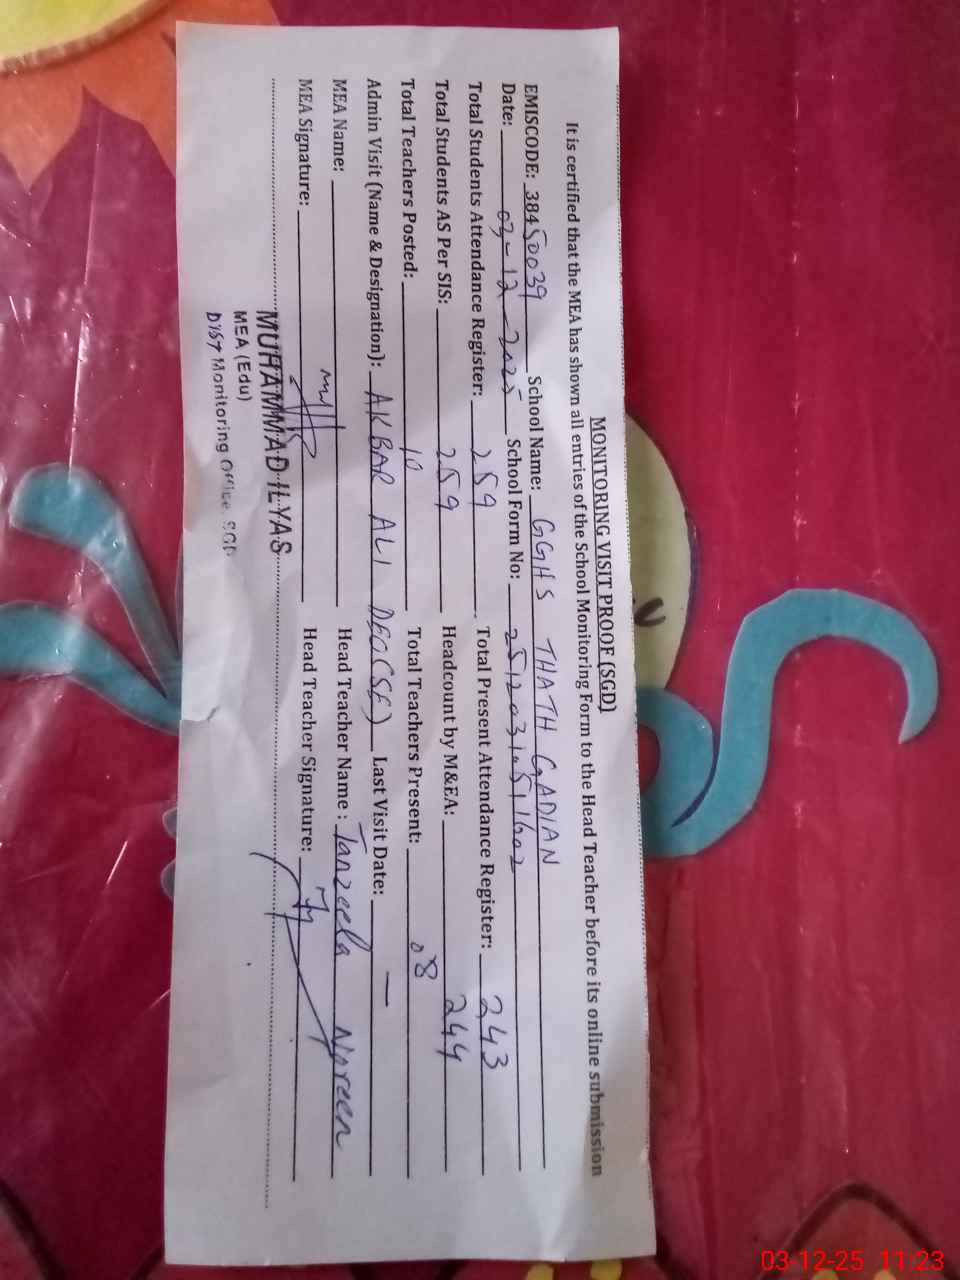 MONITORING VISIT PROOF (SGD)
It is certified that the MEA has shown all entries of the School Monitoring Form to the Head Teacher before its online submission
EMISCODE: 38450039 School Name: GGHS THATH GADIAN
Date: 03-12-2025 School Form No:
Total Students Attendance Register: 259 Total Present Attendance Register: 243
Total Students AS Per SIS: 259 Headcount by M&EA: 244
Total Teachers Posted: 10 Total Teachers Present: 08
Admin Visit (Name & Designation): AKBAR ALI DEO(SE) Last Visit Date: —
MEA Name: Head Teacher Name : Tanzeela Noreen
MEA Signature: Head Teacher Signature:
MUHAMMAD ILYAS
MEA (Edu)
Dist Monitoring Office SGD
03-12-25 11:23